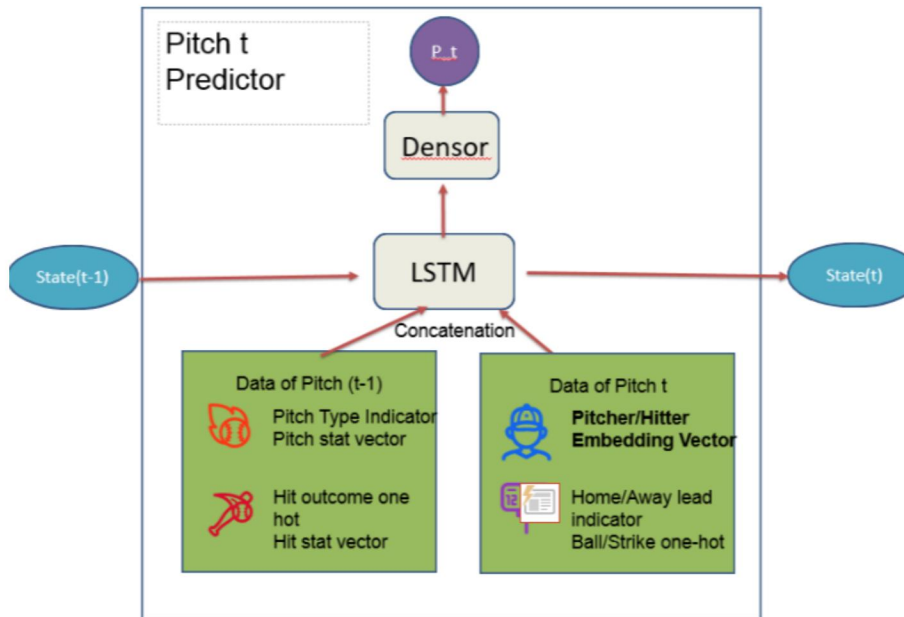 Pitch t
Predictor
P_t
Densor
State(t-1)
LSTM
State(t)
Concatenation
Data of Pitch (t-1)
Pitch Type Indicator
Pitch stat vector
Hit outcome one
hot
Hit stat vector
Data of Pitch t
Pitcher/Hitter
Embedding Vector
12
Home/Away lead
indicator
Ball/Strike one-hot